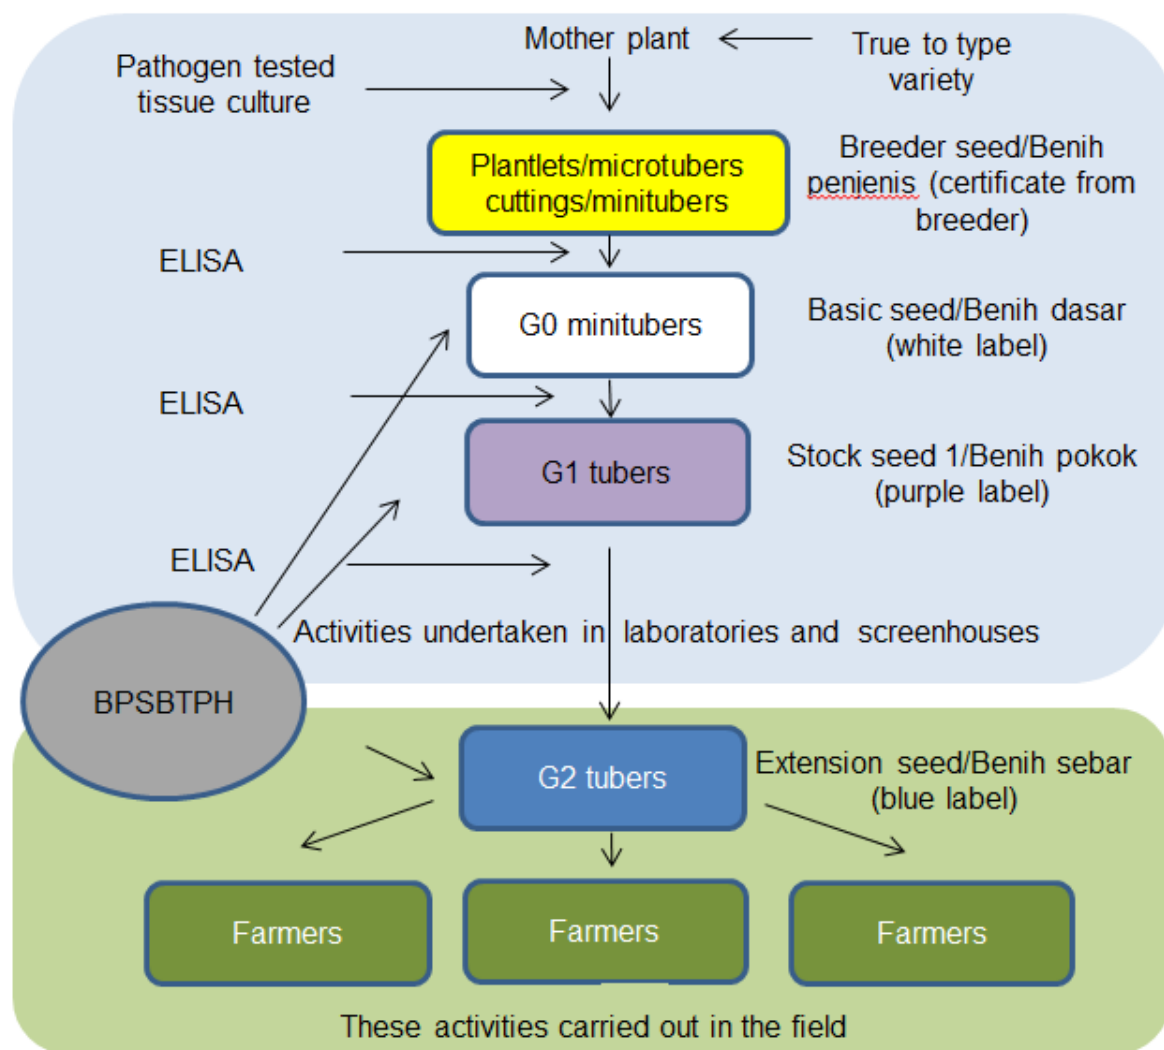 Mother plant
True to type
variety
Pathogen tested
tissue culture
Plantlets/microtubers
cuttings/minitubers
Breeder seed/Benih
penjenis (certificate from
breeder)
ELISA
G0 minitubers
Basic seed/Benih dasar
(white label)
ELISA
G1 tubers
Stock seed 1/Benih pokok
(purple label)
ELISA
Activities undertaken in laboratories and screenhouses
BPSBTPH
G2 tubers
Extension seed/Benih sebar
(blue label)
Farmers
Farmers
Farmers
These activities carried out in the field